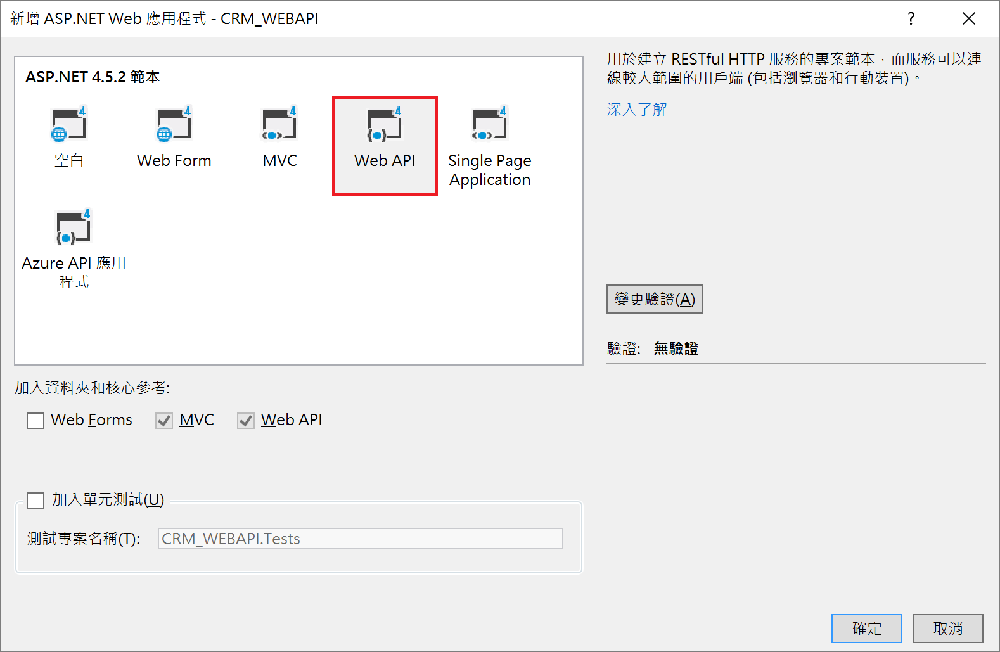 新增 ASP.NET Web 應用程式 - CRM_WEBAPI
?
ASP.NET 4.5.2 範本
4
4
4
4
4
空白
Web Form
MVC
Web API
Single Page
Application
4
Azure API 應用
程式
用於建立 RESTful HTTP 服務的專案範本，而服務可以連
線較大範圍的用戶端 (包括瀏覽器和行動裝置)。
深入了解
變更驗證(A)
驗證: 無驗證
加入資料夾和核心參考:
Web Forms
MVC
Web API
加入單元測試(U)
測試專案名稱(T):
CRM_WEBAPI.Tests
確定
取消